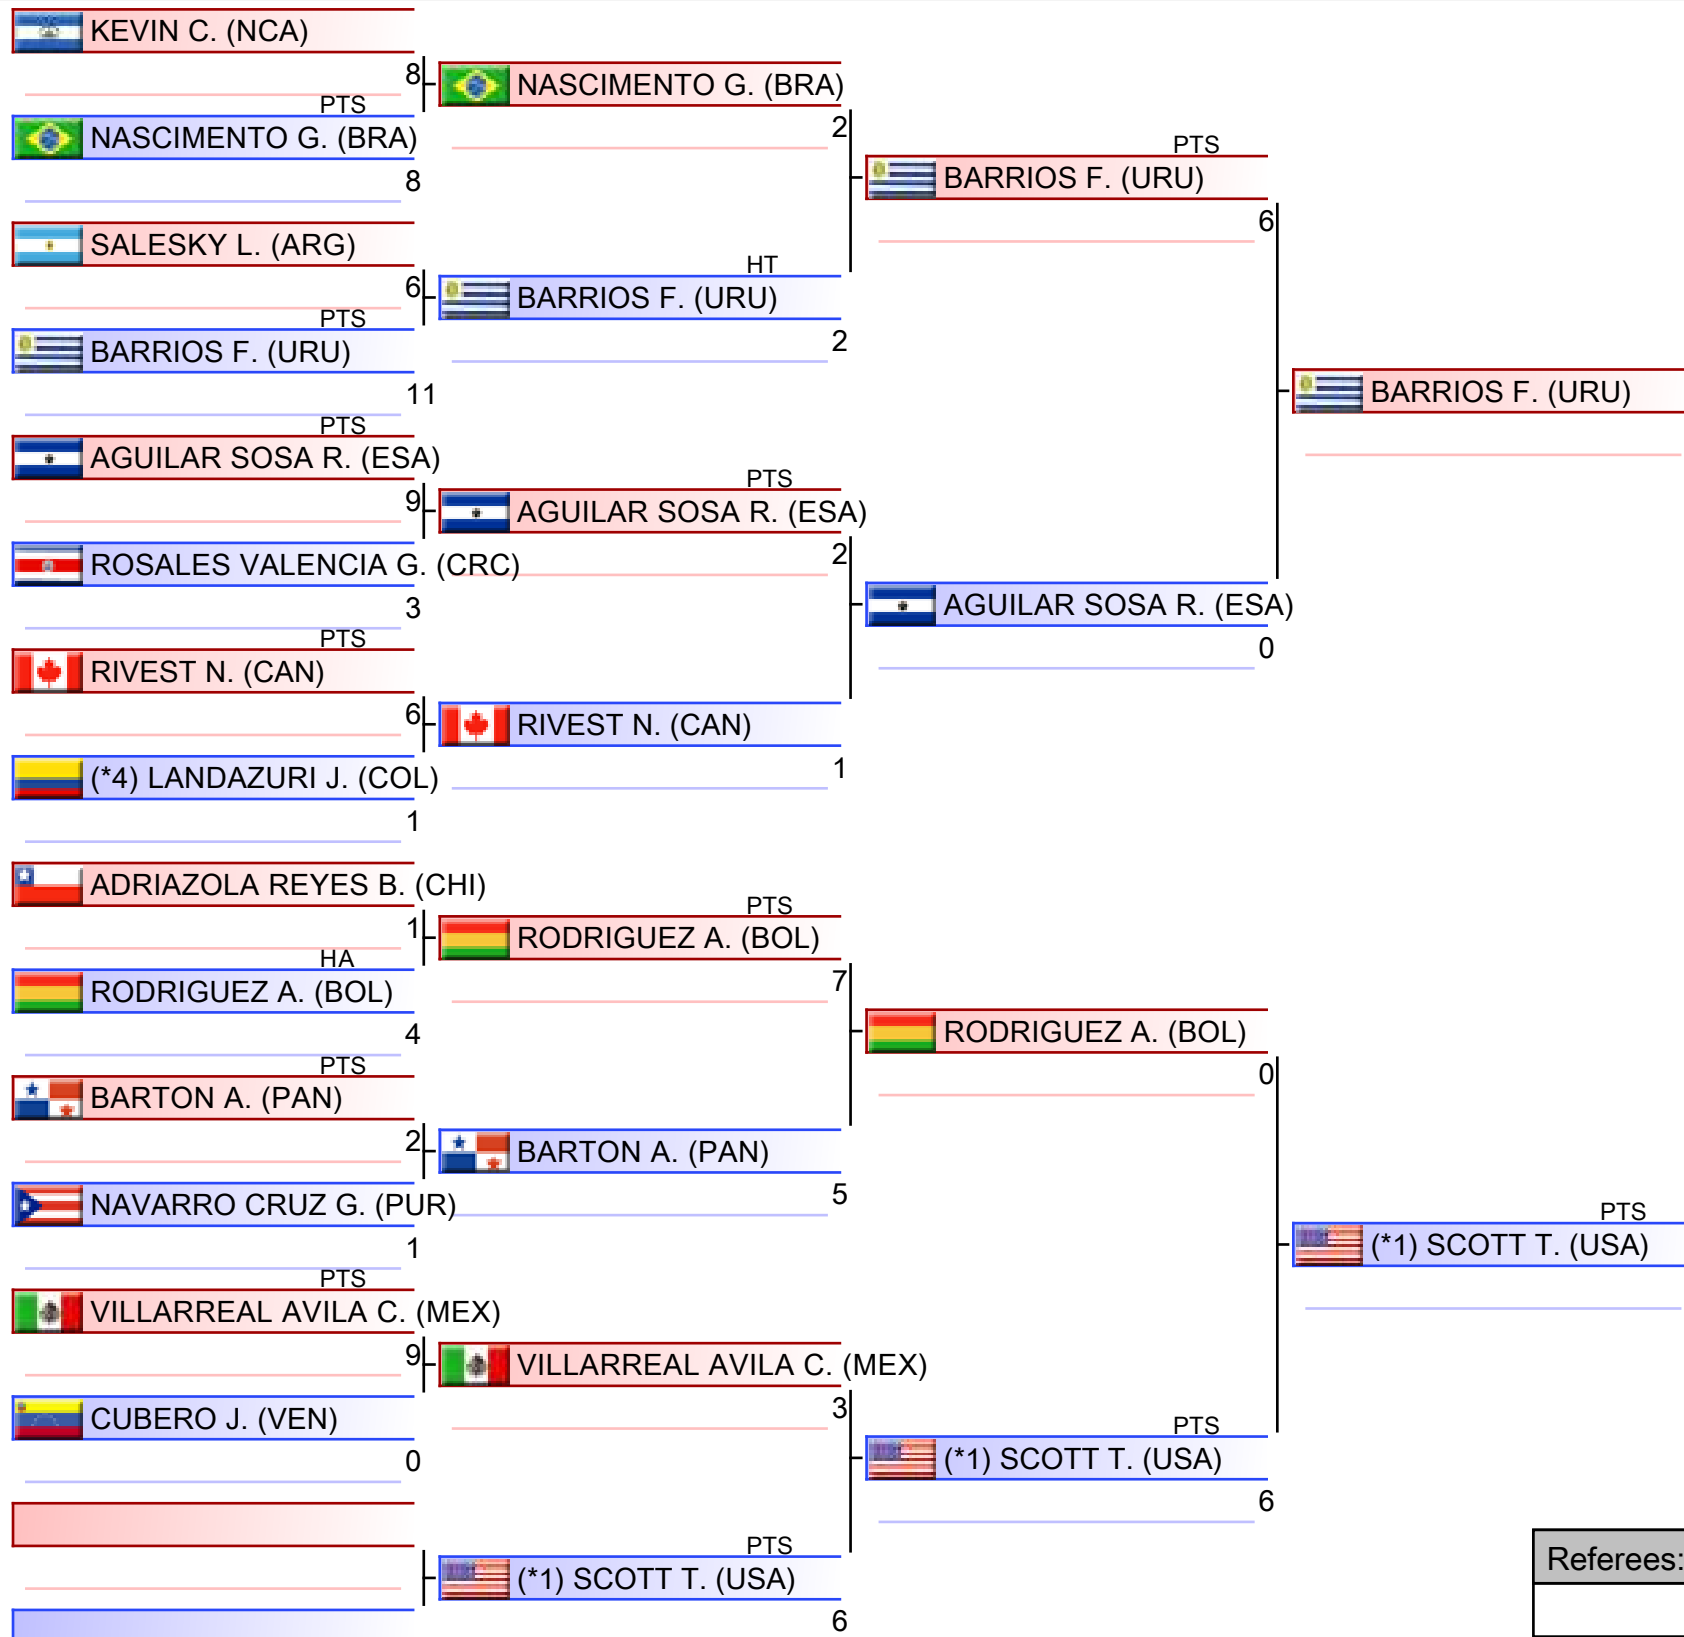 KEVIN C. (NCA)
8
PTS
NASCIMENTO G. (BRA)
8
SALESKY L. (ARG)
6
PTS
BARRIOS F. (URU)
11
PTS
AGUILAR SOSA R. (ESA)
9
ROSALES VALENCIA G. (CRC)
3
PTS
RIVEST N. (CAN)
6
(*4) LANDAZURI J. (COL)
1
ADRIAZOLA REYES B. (CHI)
1
HA
RODRIGUEZ A. (BOL)
4
PTS
BARTON A. (PAN)
2
NAVARRO CRUZ G. (PUR)
1
PTS
VILLARREAL AVILA C. (MEX)
9
CUBERO J. (VEN)
0
NASCIMENTO G. (BRA)
2
HT
BARRIOS F. (URU)
2
PTS
AGUILAR SOSA R. (ESA)
2
RIVEST N. (CAN)
1
PTS
RODRIGUEZ A. (BOL)
7
BARTON A. (PAN)
5
VILLARREAL AVILA C. (MEX)
3
PTS
(*1) SCOTT T. (USA)
6
PTS
BARRIOS F. (URU)
6
AGUILAR SOSA R. (ESA)
0
RODRIGUEZ A. (BOL)
0
PTS
(*1) SCOTT T. (USA)
6
BARRIOS F. (URU)
PTS
(*1) SCOTT T. (USA)
Referees: